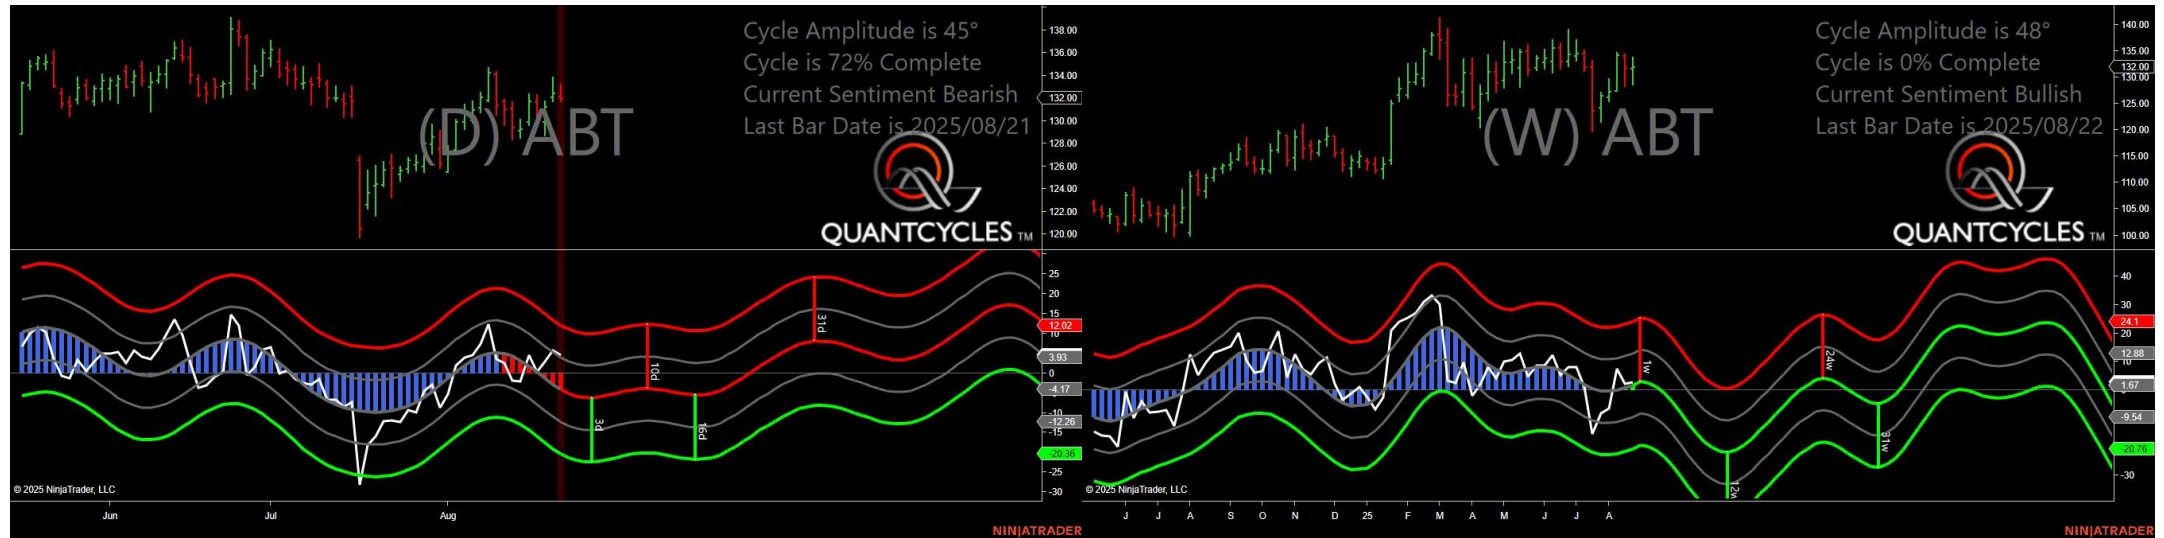 Cycle Amplitude is 45°
Cycle is 72% Complete
Current Sentiment Bearish
Last Bar Date is 2025/08/21
(D) ABT
QUANTCYCLES TM
138.00
136.00
134.00
132.00
130.00
128.00
126.00
124.00
122.00
120.00
25
20
15
12.02
10
3.93
0
-4.17
-10
-12.26
-15
-20.36
-25
-30
3d
10d
16d
31d
© 2025 NinjaTrader, LLC
Jun Jul Aug
NINJATRADER
Cycle Amplitude is 48°
Cycle is 0% Complete
Current Sentiment Bullish
Last Bar Date is 2025/08/22
(W) ABT
QUANTCYCLES TM
140.00
135.00
132.00
130.00
125.00
120.00
115.00
110.00
105.00
100.00
40
30
24.1
20
12.88
10
1.67
-9.54
-20.76
-30
1w
12w
24w
31w
© 2025 NinjaTrader, LLC
J J A S O N D 25 F M A M J J A
NINJATRADER